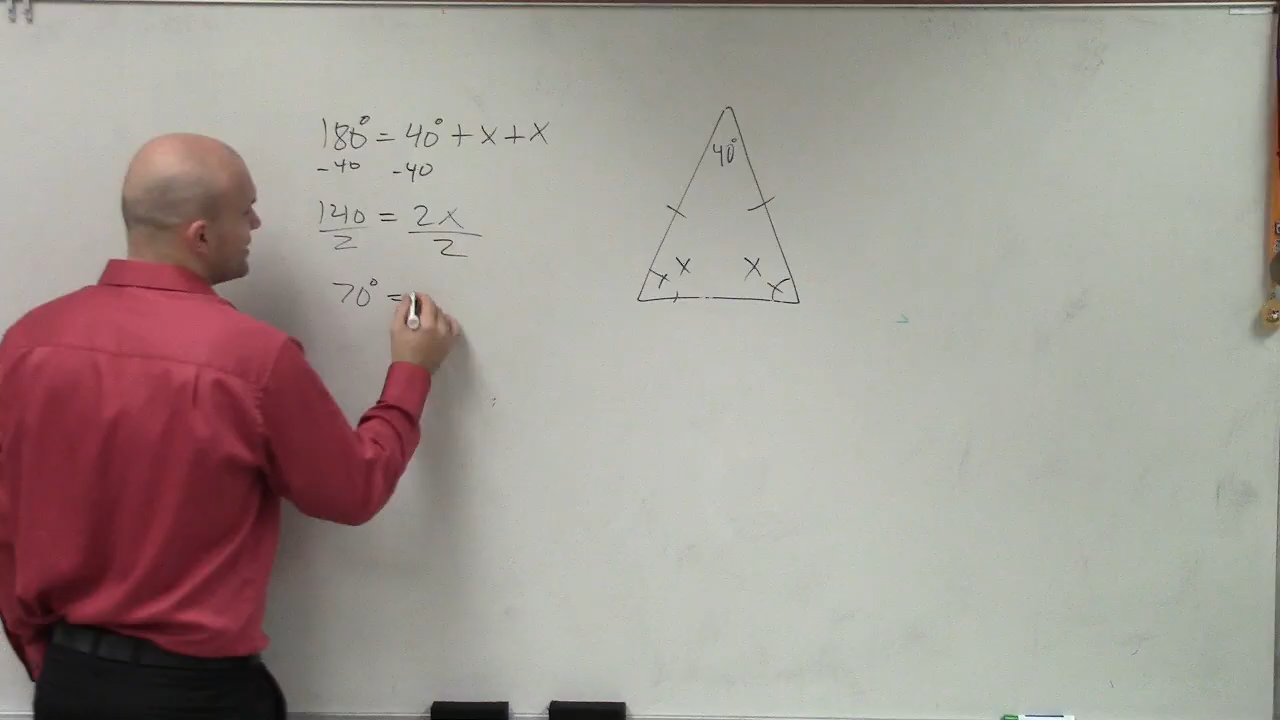 180° = 40° + x + x
-40 -40
140 = 2x
2 2
70° =
40°
x x